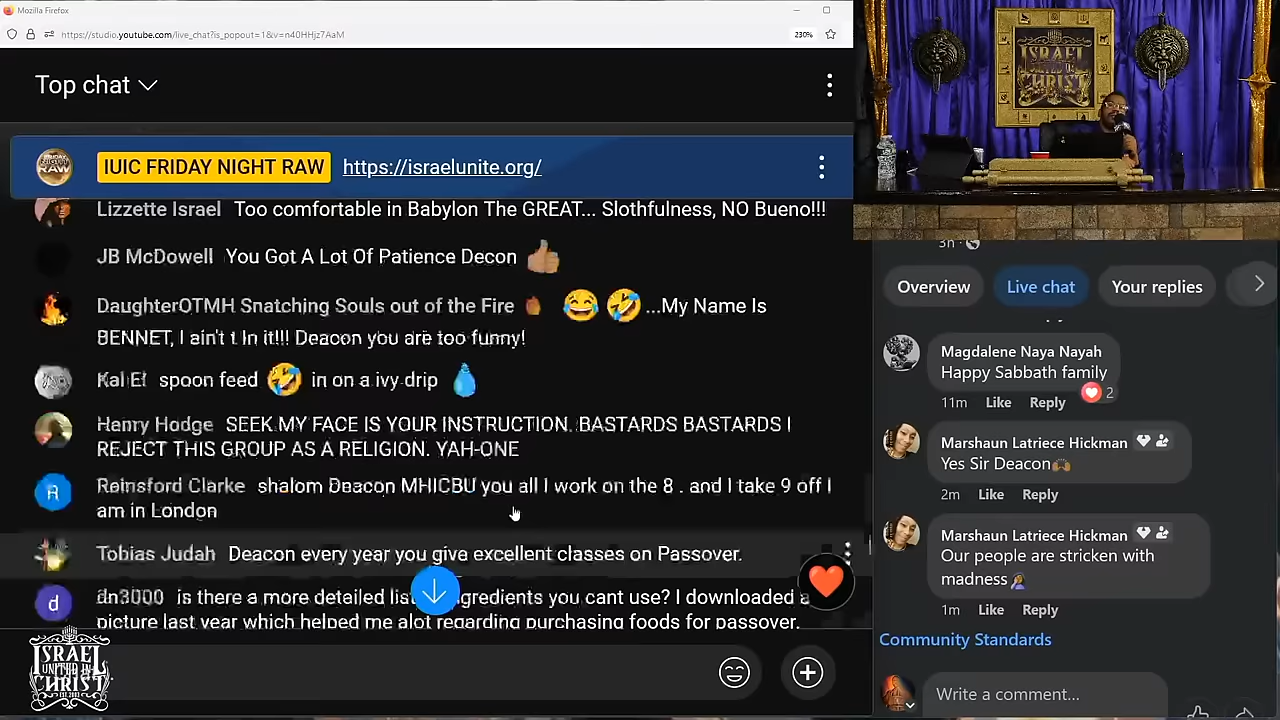 Mozilla Firefox
https://studio.youtube.com/live_chat?is_popout=1&v=n40HHjz7AaM
230%
Top chat
IUIC FRIDAY NIGHT RAW https://israelunite.org/
Lizzette Israel Too comfortable in Babylon The GREAT... Slothfulness, NO Bueno!!!
JB McDowell You Got A Lot Of Patience Decon 👍
DaughterOTMH Snatching Souls out of the Fire 🔥 😂 🤣 ...My Name Is
BENNET, I ain't t In it!!! Deacon you are too funny!
Kal El spoon feed 🤣 in on a ivy drip 💧
Henry Hodge SEEK MY FACE IS YOUR INSTRUCTION. BASTARDS BASTARDS I
REJECT THIS GROUP AS A RELIGION. YAH-ONE
Rainsford Clarke shalom Deacon MHICBU you all I work on the 8 . and I take 9 off I
am in London
Tobias Judah Deacon every year you give excellent classes on Passover.
is there a more detailed list ingredients you cant use? I downloaded a
picture last year which helped me alot regarding purchasing foods for passover.
ISRAEL
UNITED IN
CHRIST
EST. 2003
ISRAEL
UNITED IN
CHRIST
3h
Overview Live chat Your replies
Magdalene Naya Nayah
Happy Sabbath family
2
11m Like Reply
Marshaun Latriece Hickman
Yes Sir Deacon🙌🏾
2m Like Reply
Marshaun Latriece Hickman
Our people are stricken with
madness🤦🏾‍♀️
1m Like Reply
Community Standards
Write a comment...